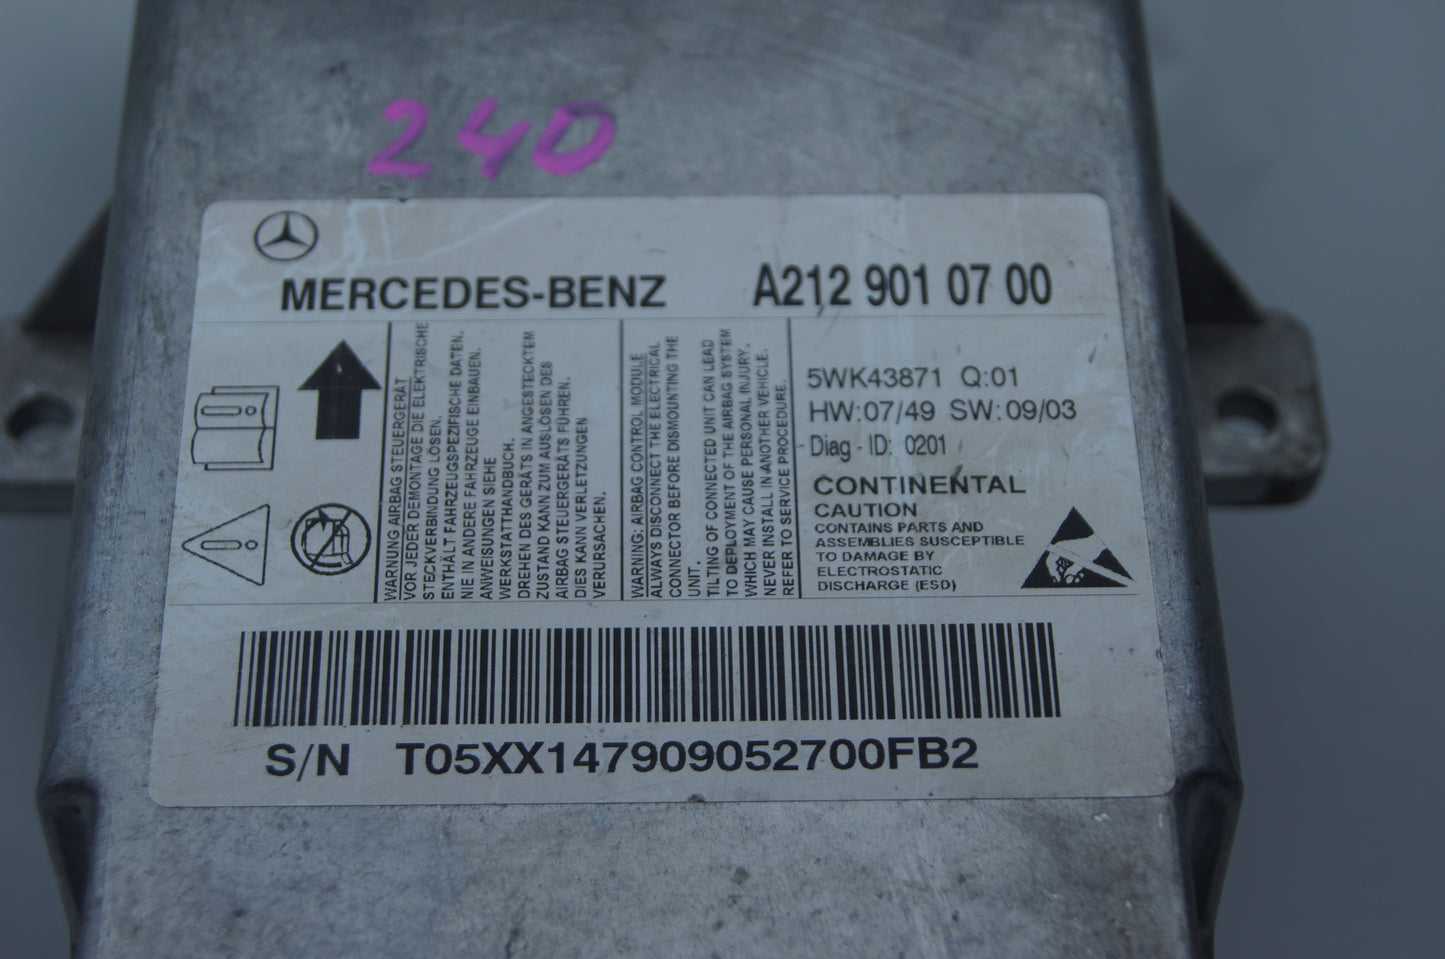 240
MERCEDES-BENZ
A212 901 07 00
WARNUNG AIRBAG STEUERGERÄT
VOR JEDER DEMONTAGE DIE ELEKTRISCHE
STECKVERBINDUNG LÖSEN.
ENTHÄLT FAHRZEUGSPEZIFISCHE DATEN.
NIE IN ANDERE FAHRZEUGE EINBAUEN.
ANWEISUNGEN SIEHE
WERKSTATTHANDBUCH.
DREHEN DES GERÄTS IN ANGESTECKTEM
ZUSTAND KANN ZUM AUSLÖSEN DES
AIRBAG STEUERGERÄTS FÜHREN.
DIES KANN VERLETZUNGEN
VERURSACHEN.
WARNING: AIRBAG CONTROL MODULE
ALWAYS DISCONNECT THE ELECTRICAL
CONNECTOR BEFORE DISMOUNTING THE
UNIT.
TILTING OF CONNECTED UNIT CAN LEAD
TO DEPLOYMENT OF THE AIRBAG SYSTEM
WHICH MAY CAUSE PERSONAL INJURY.
NEVER INSTALL IN ANOTHER VEHICLE.
REFER TO SERVICE PROCEDURE.
5WK43871 Q:01
HW:07/49 SW:09/03
Diag - ID: 0201
CONTINENTAL
CAUTION
CONTAINS PARTS AND
ASSEMBLIES SUSCEPTIBLE
TO DAMAGE BY
ELECTROSTATIC
DISCHARGE (ESD)
S/N T05XX147909052700FB2